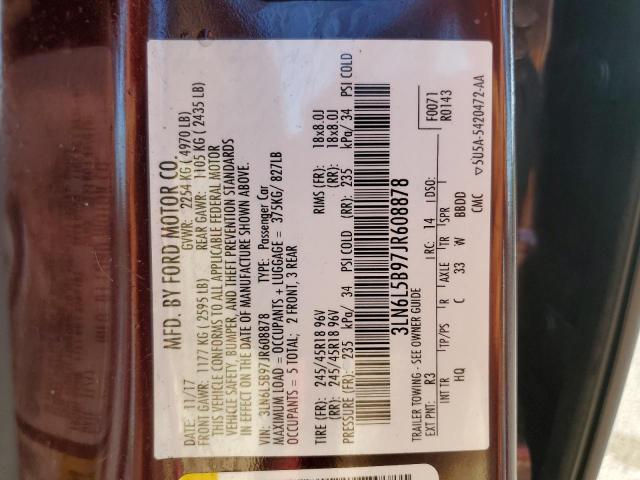 MFD. BY FORD MOTOR CO.
DATE: 11/17 GVWR: 2254 KG ( 4970 LB)
FRONT GAWR: 1177 KG ( 2595 LB) REAR GAWR: 1105 KG ( 2435 LB)
THIS VEHICLE CONFORMS TO ALL APPLICABLE FEDERAL MOTOR
VEHICLE SAFETY, BUMPER, AND THEFT PREVENTION STANDARDS
IN EFFECT ON THE DATE OF MANUFACTURE SHOWN ABOVE.
VIN: 3LN6L5B97JR608878 TYPE: Passenger Car
MAXIMUM LOAD = OCCUPANTS + LUGGAGE = 375KG/ 827LB
OCCUPANTS = 5 TOTAL; 2 FRONT, 3 REAR
TIRE (FR): 245/45R18 96V RIMS (FR): 18x8.0J
(RR): 245/45R18 96V (RR): 18x8.0J
PRESSURE (FR): 235 kPa/ 34 PSI COLD (RR) 235 kPa/ 34 PSI COLD
3LN6L5B97JR608878
TRAILER TOWING - SEE OWNER GUIDE F0071
EXT PNT: R3 RC: 14 DSO: R0143
INT TR TP/PS R AXLE TR SPR
HQ C 33 W BBDD
CMC ▽5U5A-5420472-AA